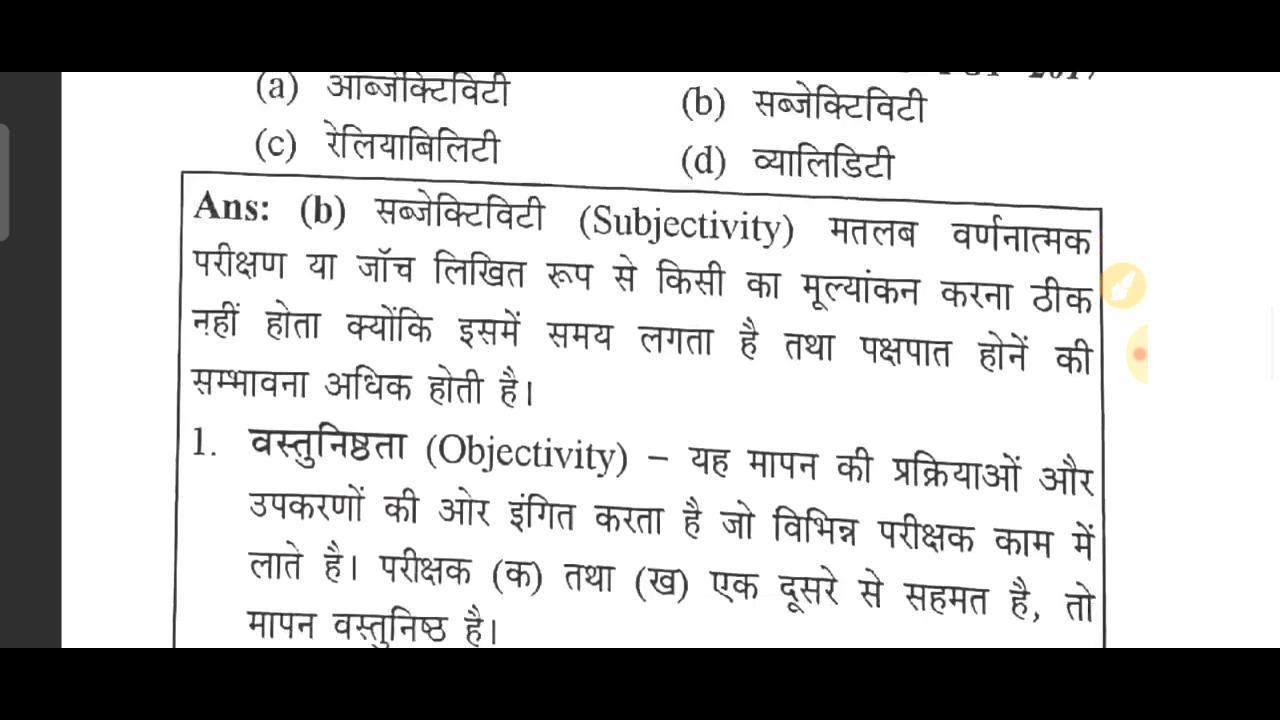 2017
(a) आब्जेक्टिविटी (b) सब्जेक्टिविटी
(c) रेलियाबिलिटी (d) व्यालिडिटी
Ans: (b) सब्जेक्टिविटी (Subjectivity) मतलब वर्णनात्मक
परीक्षण या जॉच लिखित रूप से किसी का मूल्यांकन करना ठीक
नहीं होता क्योंकि इसमें समय लगता है तथा पक्षपात होनें की
सम्भावना अधिक होती है।
1. वस्तुनिष्ठता (Objectivity) – यह मापन की प्रक्रियाओं और
उपकरणों की ओर इंगित करता है जो विभिन्न परीक्षक काम में
लाते है। परीक्षक (क) तथा (ख) एक दूसरे से सहमत है, तो
मापन वस्तुनिष्ठ है।